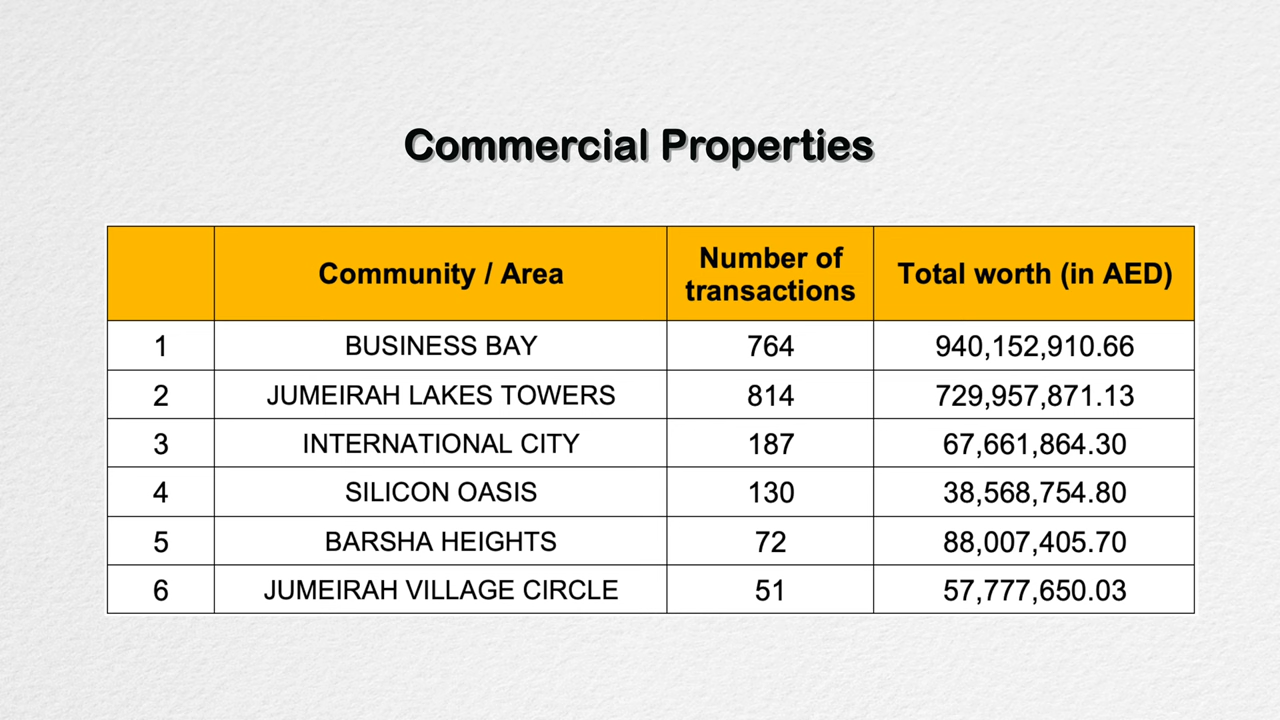 Commercial Properties
Community / Area
Number of
transactions
Total worth (in AED)
1 BUSINESS BAY 764 940,152,910.66
2 JUMEIRAH LAKES TOWERS 814 729,957,871.13
3 INTERNATIONAL CITY 187 67,661,864.30
4 SILICON OASIS 130 38,568,754.80
5 BARSHA HEIGHTS 72 88,007,405.70
6 JUMEIRAH VILLAGE CIRCLE 51 57,777,650.03